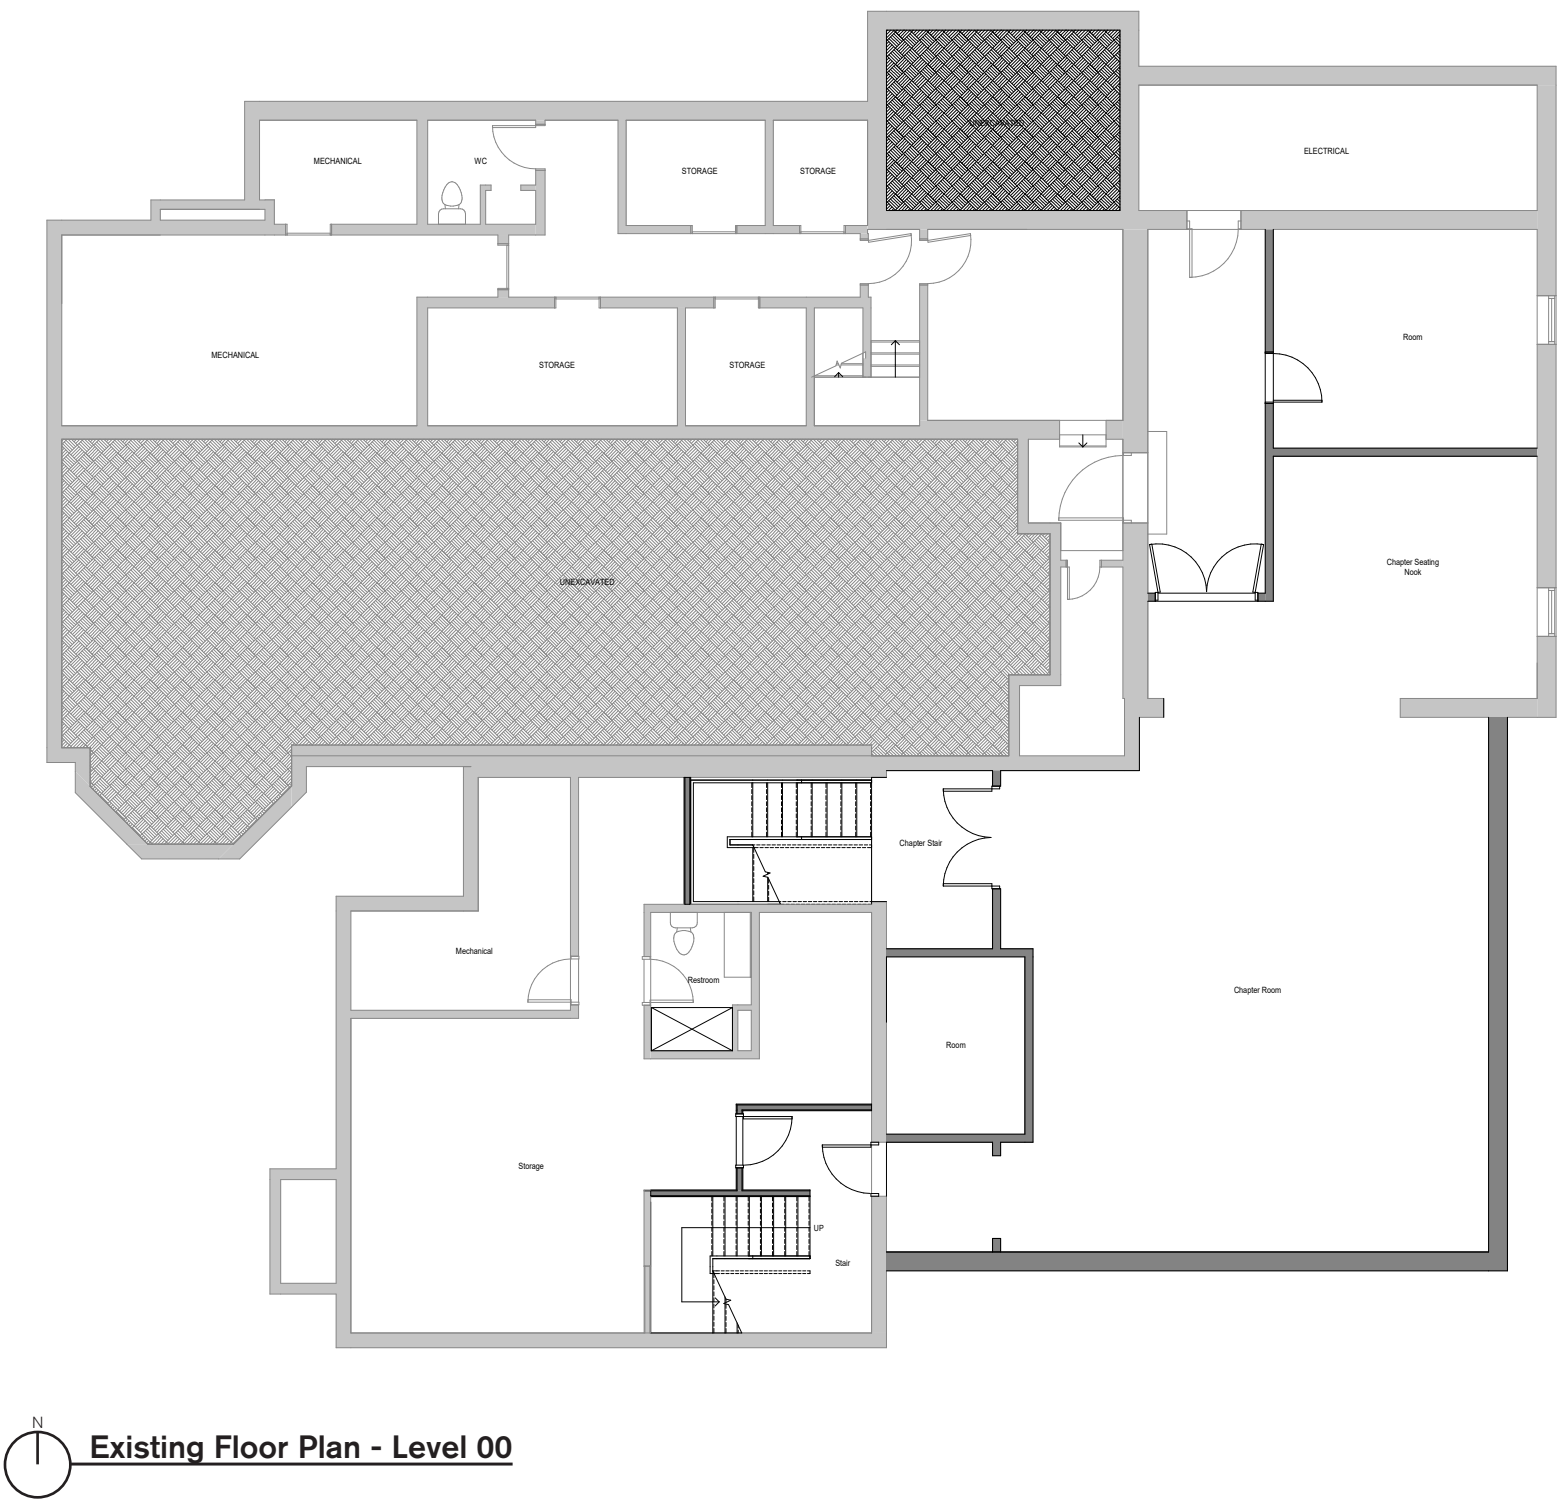 UNEXCAVATED
ELECTRICAL
MECHANICAL
WC
STORAGE
STORAGE
Room
MECHANICAL
STORAGE
STORAGE
Chapter Seating
Nook
UNEXCAVATED
Chapter Stair
Mechanical
Restroom
Chapter Room
Room
Storage
UP
Stair
N
Existing Floor Plan - Level 00